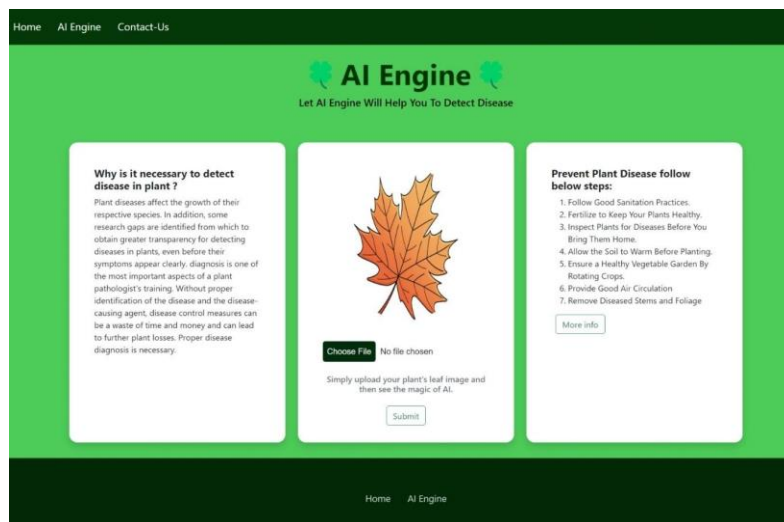 Home AI Engine Contact-Us
AI Engine
Let AI Engine Will Help You To Detect Disease
Why is it necessary to detect
disease in plant ?
Plant diseases affect the growth of their
respective species. In addition, some
research gaps are identified from which to
obtain greater transparency for detecting
diseases in plants, even before their
symptoms appear clearly. diagnosis is one of
the most important aspects of a plant
pathologist's training. Without proper
identification of the disease and the disease-
causing agent, disease control measures can
be a waste of time and money and can lead
to further plant losses. Proper disease
diagnosis is necessary.
Choose File No file chosen
Simply upload your plant's leaf image and
then see the magic of AI.
Submit
Prevent Plant Disease follow
below steps:
1. Follow Good Sanitation Practices.
2. Fertilize to Keep Your Plants Healthy.
3. Inspect Plants for Diseases Before You
Bring Them Home.
4. Allow the Soil to Warm Before Planting.
5. Ensure a Healthy Vegetable Garden By
Rotating Crops.
6. Provide Good Air Circulation
7. Remove Diseased Stems and Foliage
More info
Home AI Engine